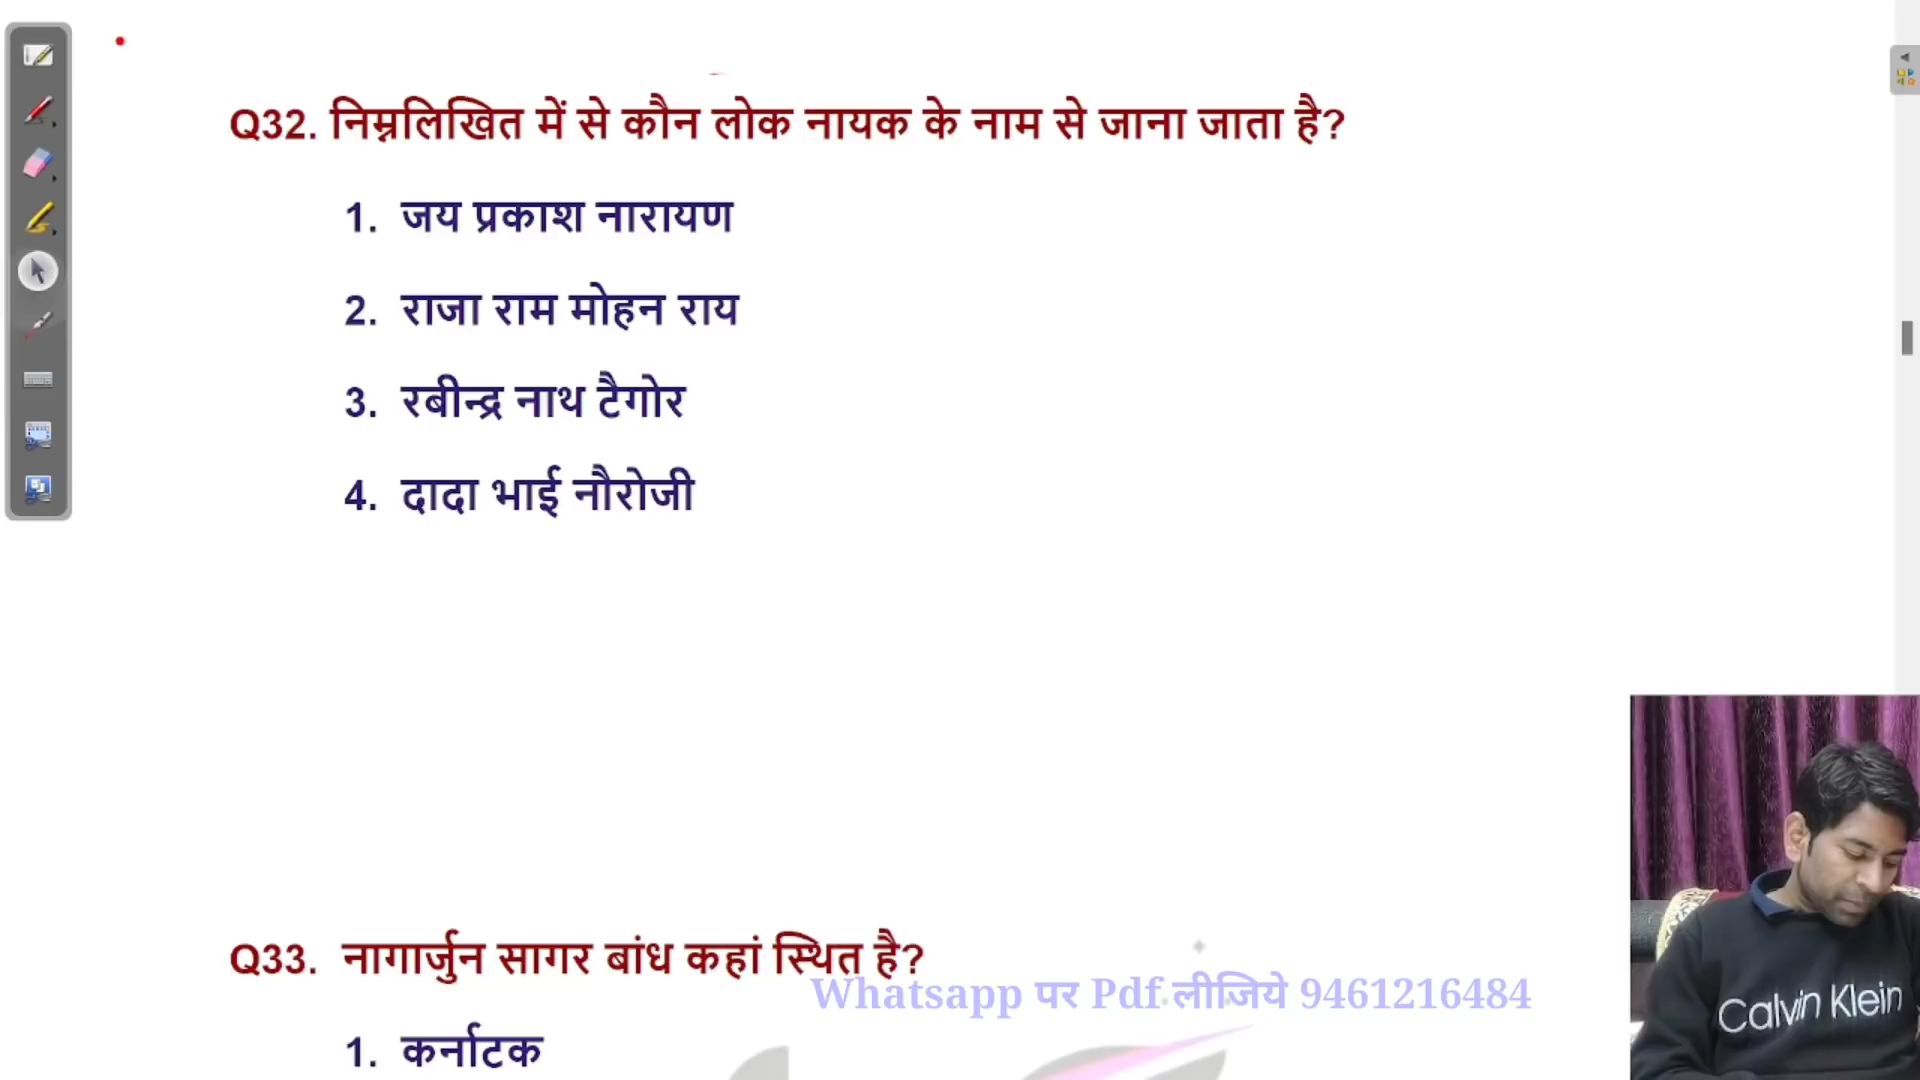 Q32. निम्नलिखित में से कौन लोक नायक के नाम से जाना जाता है?
1. जय प्रकाश नारायण
2. राजा राम मोहन राय
3. रबीन्द्र नाथ टैगोर
4. दादा भाई नौरोजी
Q33. नागार्जुन सागर बांध कहां स्थित है?
Whatsapp पर Pdf लीजिये 9461216484
1. कर्नाटक
Calvin Klein